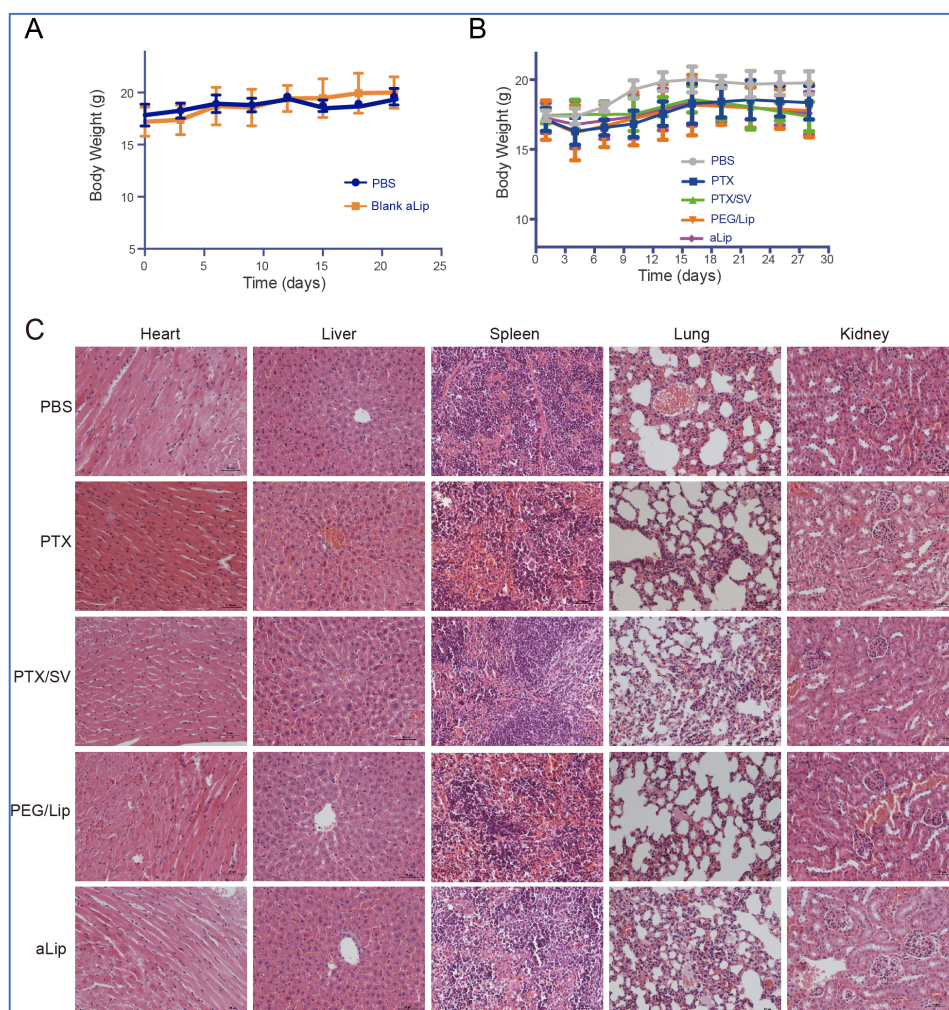 A
B
Body Weight (g)
20
15
10
5
0
5
10
15
20
25
Time (days)
PBS
Blank aLip
Body Weight (g)
20
15
10
0
3
6
9
12
15
18
21
24
27
30
Time (days)
PBS
PTX
PTX/SV
PEG/Lip
aLip
C
Heart
Liver
Spleen
Lung
Kidney
PBS
PTX
PTX/SV
PEG/Lip
aLip